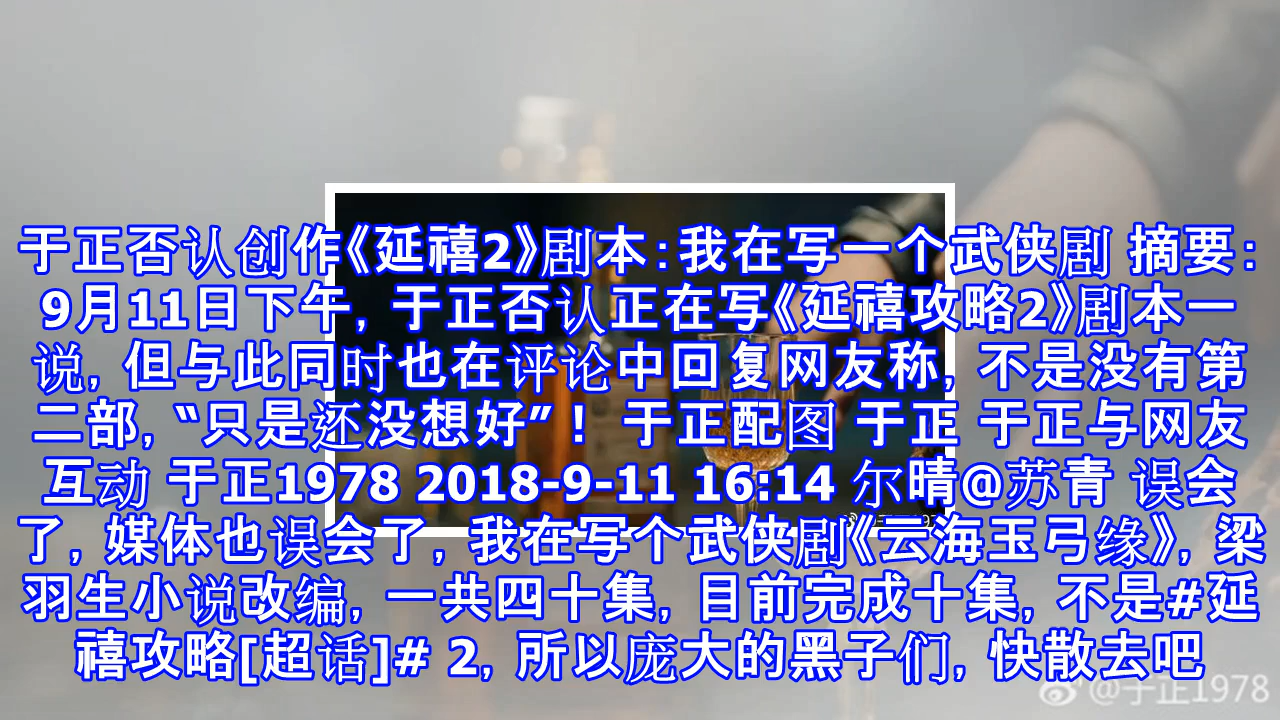 于正否认创作《延禧2》剧本：我在写一个武侠剧 摘要：
9月11日下午，于正否认正在写《延禧攻略2》剧本一
说，但与此同时也在评论中回复网友称，不是没有第
二部，“只是还没想好”！ 于正配图 于正 于正与网友
互动 于正1978 2018-9-11 16:14 尔晴@苏青 误会
了，媒体也误会了，我在写个武侠剧《云海玉弓缘》，梁
羽生小说改编，一共四十集，目前完成十集，不是#延
禧攻略[超话]# 2，所以庞大的黑子们，快散去吧
@于正1978